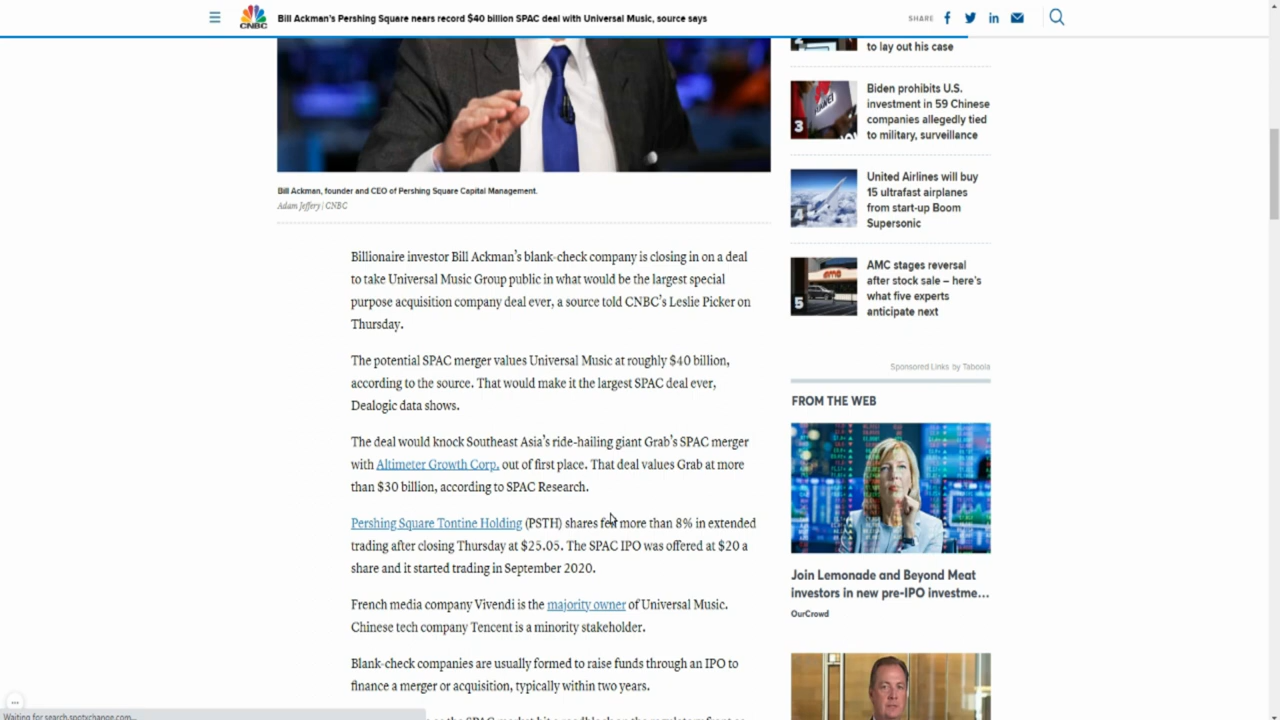 CNBC
Bill Ackman's Pershing Square nears record $40 billion SPAC deal with Universal Music, source says
SHARE
Bill Ackman, founder and CEO of Pershing Square Capital Management.
Adam Jeffery | CNBC
Billionaire investor Bill Ackman's blank-check company is closing in on a deal
to take Universal Music Group public in what would be the largest special
purpose acquisition company deal ever, a source told CNBC's Leslie Picker on
Thursday.
The potential SPAC merger values Universal Music at roughly $40 billion,
according to the source. That would make it the largest SPAC deal ever,
Dealogic data shows.
The deal would knock Southeast Asia's ride-hailing giant Grab's SPAC merger
with Altimeter Growth Corp. out of first place. That deal values Grab at more
than $30 billion, according to SPAC Research.
Pershing Square Tontine Holding (PSTH) shares fell more than 8% in extended
trading after closing Thursday at $25.05. The SPAC IPO was offered at $20 a
share and it started trading in September 2020.
French media company Vivendi is the majority owner of Universal Music.
Chinese tech company Tencent is a minority stakeholder.
Blank-check companies are usually formed to raise funds through an IPO to
finance a merger or acquisition, typically within two years.
to lay out his case
3
Biden prohibits U.S.
investment in 59 Chinese
companies allegedly tied
to military, surveillance
4
United Airlines will buy
15 ultrafast airplanes
from start-up Boom
Supersonic
amc
5
AMC stages reversal
after stock sale – here's
what five experts
anticipate next
Sponsored Links by Taboola
FROM THE WEB
Join Lemonade and Beyond Meat
investors in new pre-IPO investme...
OurCrowd
Waiting for search.spotxchange.com...